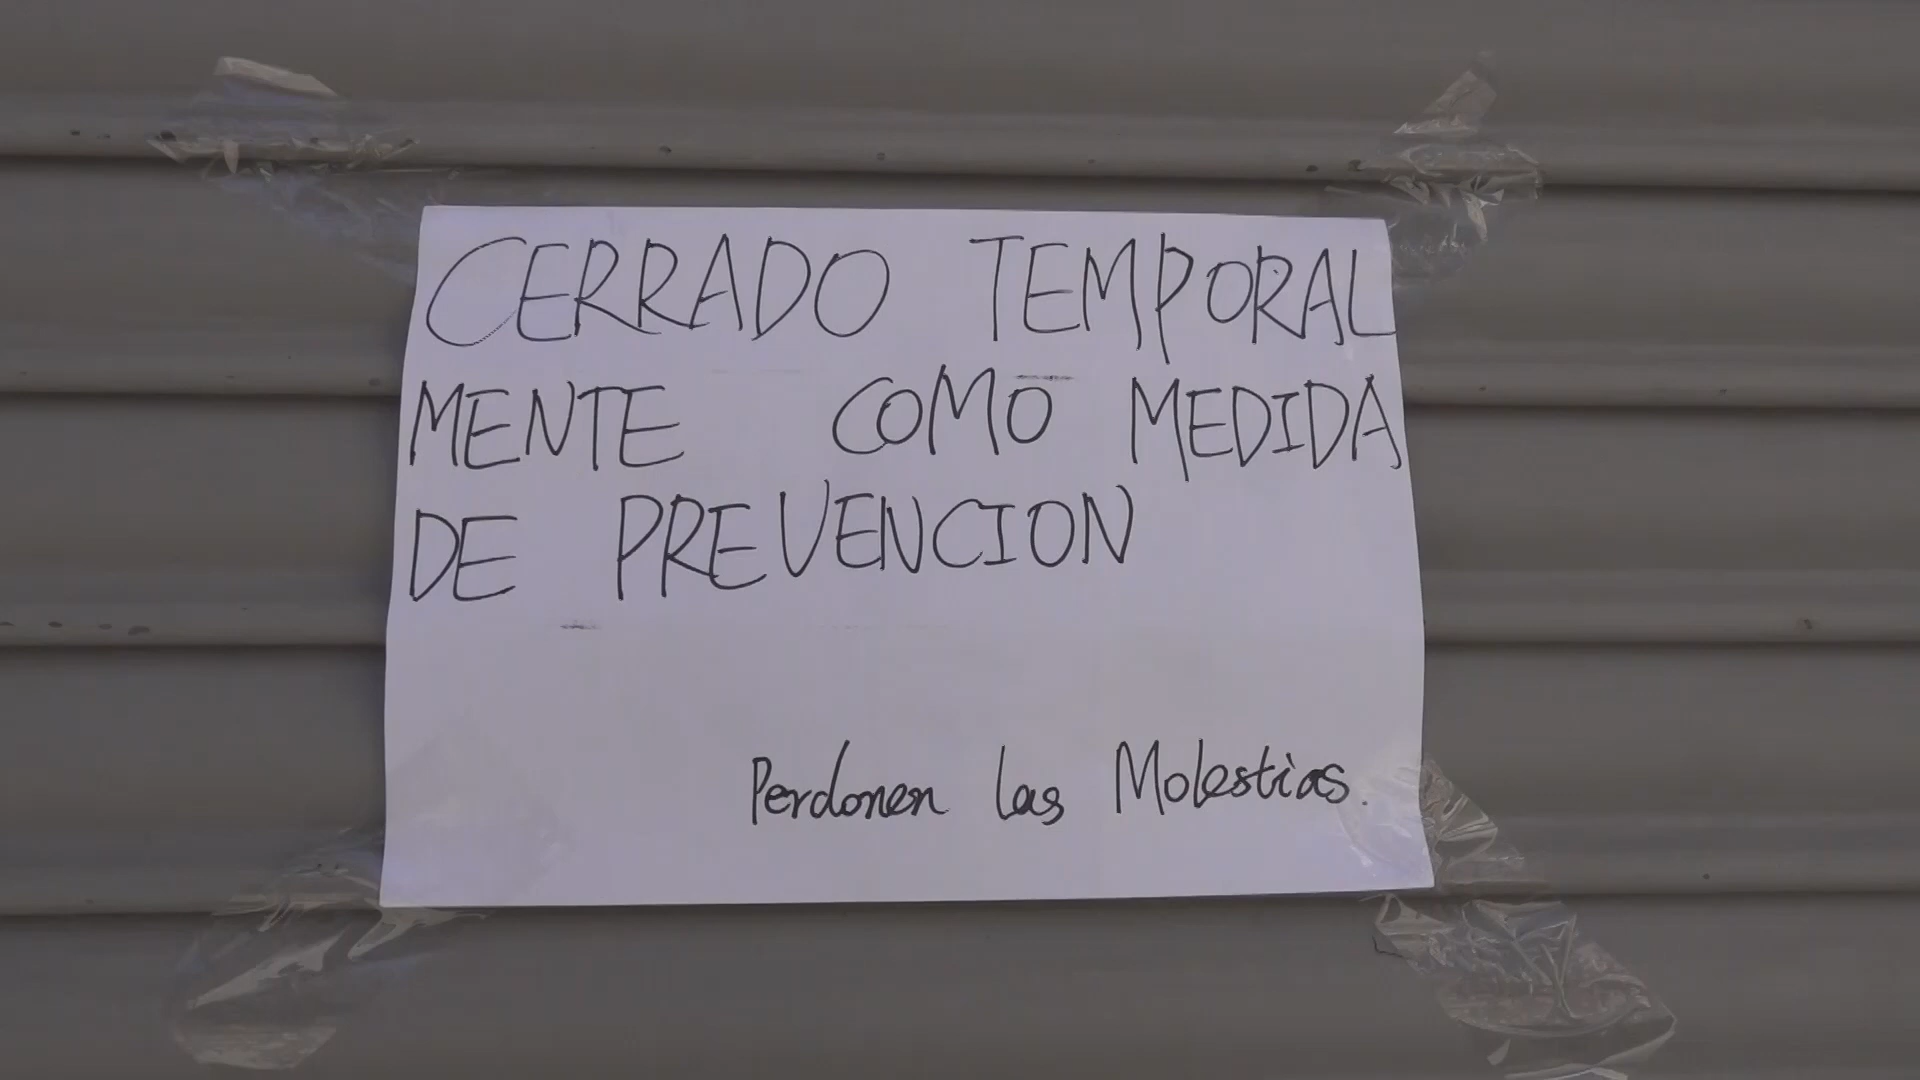 CERRADO TEMPORAL
MENTE COMO MEDIDA
DE PREVENCION
Perdonen las Molestias.